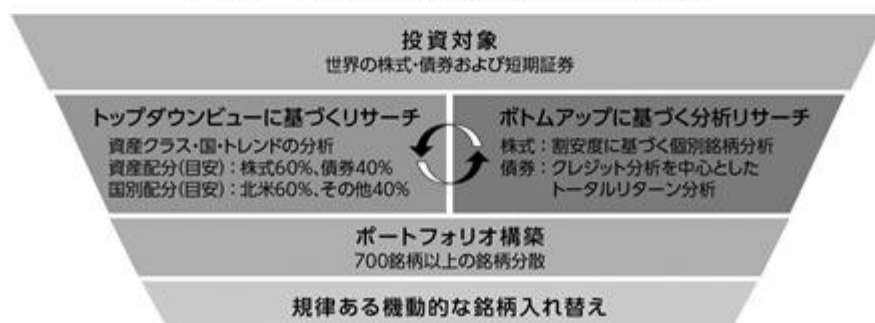 投資対象
世界の株式・債券および短期証券
トップダウンビューに基づくリサーチ
資産クラス・国・トレンドの分析
資産配分(目安)：株式60%、債券40%
国別配分(目安)：北米60%、その他40%
ボトムアップに基づく分析リサーチ
株式：割安度に基づく個別銘柄分析
債券：クレジット分析を中心とした
トータルリターン分析
ポートフォリオ構築
700銘柄以上の銘柄分散
規律ある機動的な銘柄入れ替え